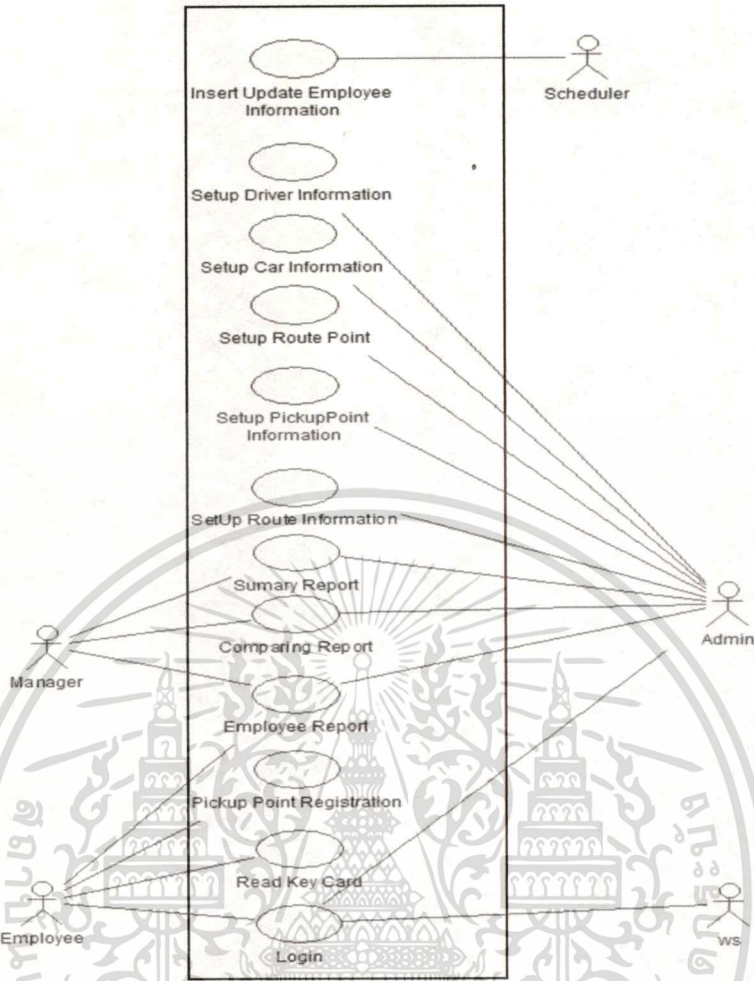 Insert Update Employee
Information
Scheduler
Setup Driver Information
Setup Car Information
Setup Route Point
Setup PickupPoint
Information
SetUp Route Information
Sumary Report
Admin
Comparing Report
Manager
Employee Report
Pickup Point Registration
Read Key Card
Employee
ws
Login